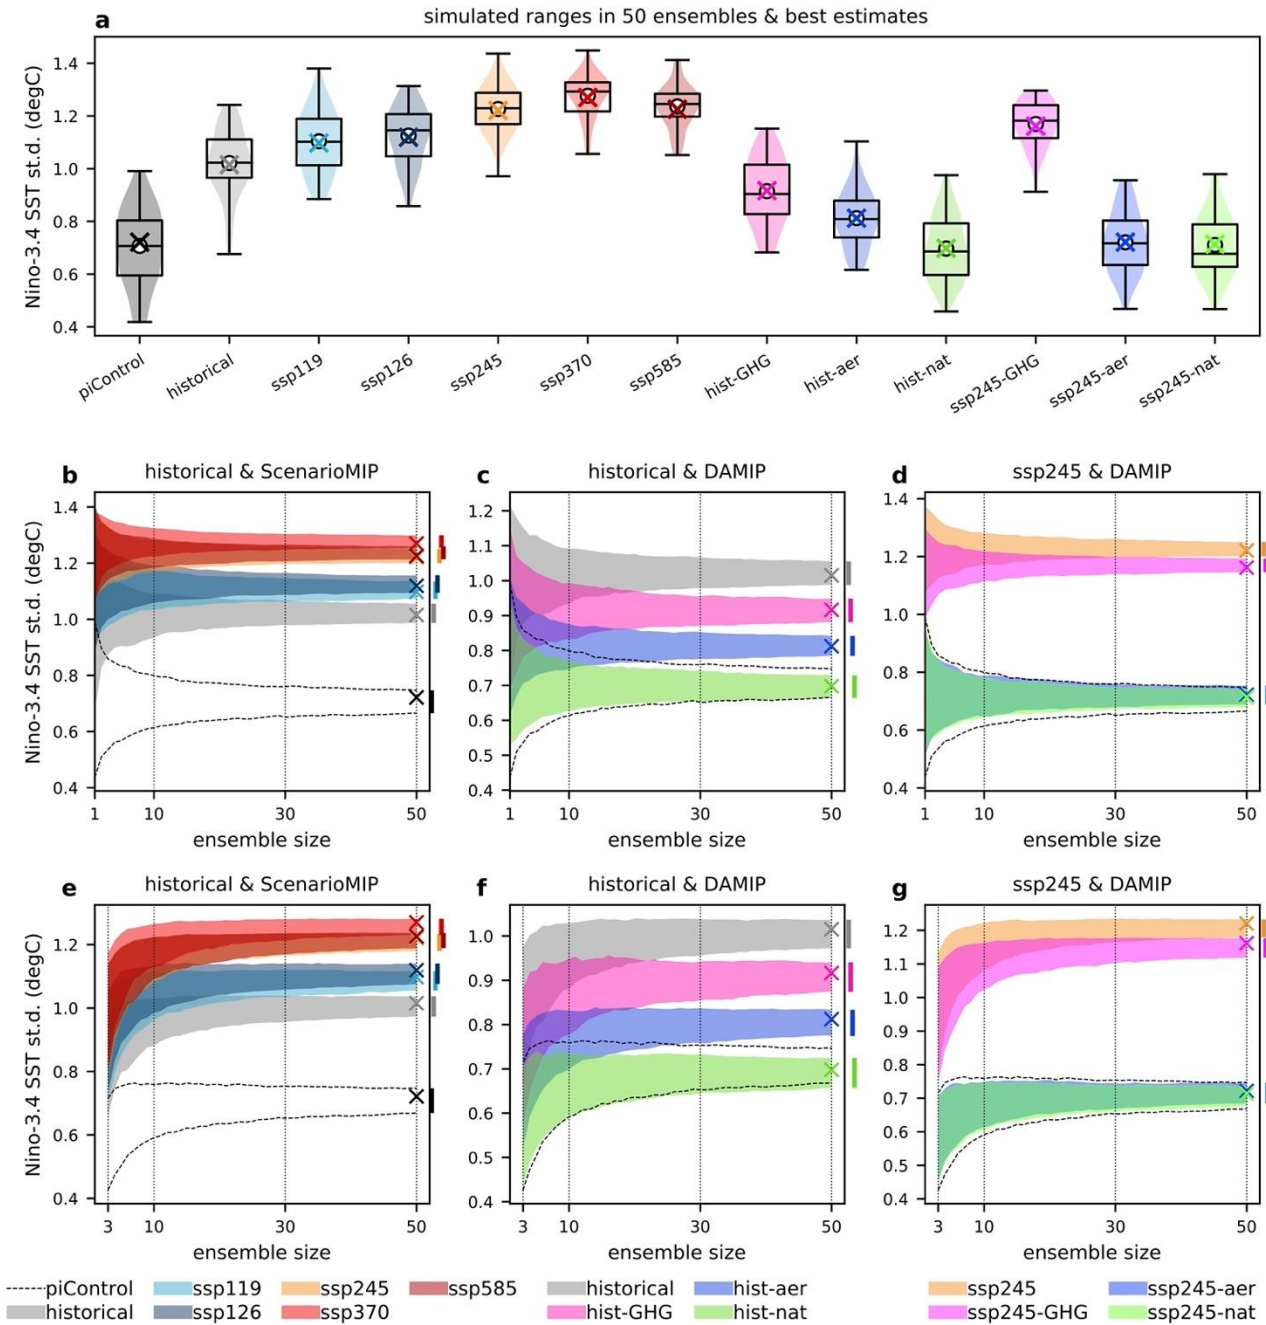 a simulated ranges in 50 ensembles & best estimates
Nino-3.4 SST st.d. (degC)
1.4
1.2
1.0
0.8
0.6
0.4
piControl historical ssp119 ssp126 ssp245 ssp370 ssp585 hist-GHG hist-aer hist-nat ssp245-GHG ssp245-aer ssp245-nat
b historical & ScenarioMIP
Nino-3.4 SST st.d. (degC)
1.4
1.2
1.0
0.8
0.6
0.4
1 10 30 50
ensemble size
c historical & DAMIP
1.2
1.1
1.0
0.9
0.8
0.7
0.6
0.5
0.4
1 10 30 50
ensemble size
d ssp245 & DAMIP
1.4
1.2
1.0
0.8
0.6
0.4
1 10 30 50
ensemble size
e historical & ScenarioMIP
Nino-3.4 SST st.d. (degC)
1.2
1.0
0.8
0.6
0.4
3 10 30 50
ensemble size
f historical & DAMIP
1.0
0.9
0.8
0.7
0.6
0.5
0.4
3 10 30 50
ensemble size
g ssp245 & DAMIP
1.2
1.1
1.0
0.9
0.8
0.7
0.6
0.5
0.4
3 10 30 50
ensemble size
piControl ssp119 ssp245 ssp585 historical hist-aer ssp245 ssp245-aer
historical ssp126 ssp370 hist-GHG hist-nat ssp245-GHG ssp245-nat